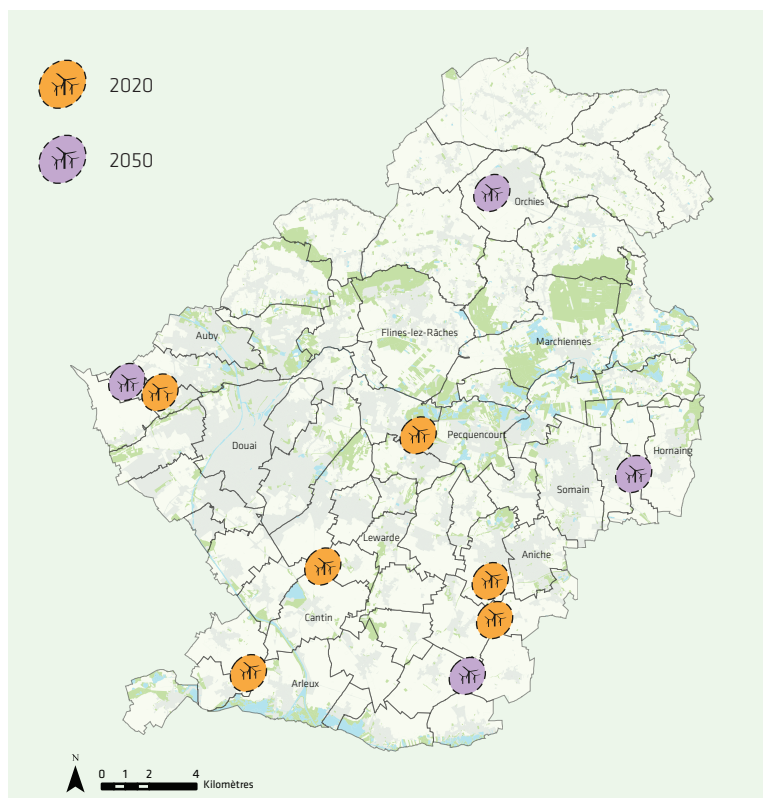 2020
2050
Orchies
Auby
Flines-lez-Râches
Marchiennes
Douai
Pecquencourt
Hornaing
Somain
Lewarde
Aniche
Cantin
Arleux
N
0 1 2 4
Kilomètres